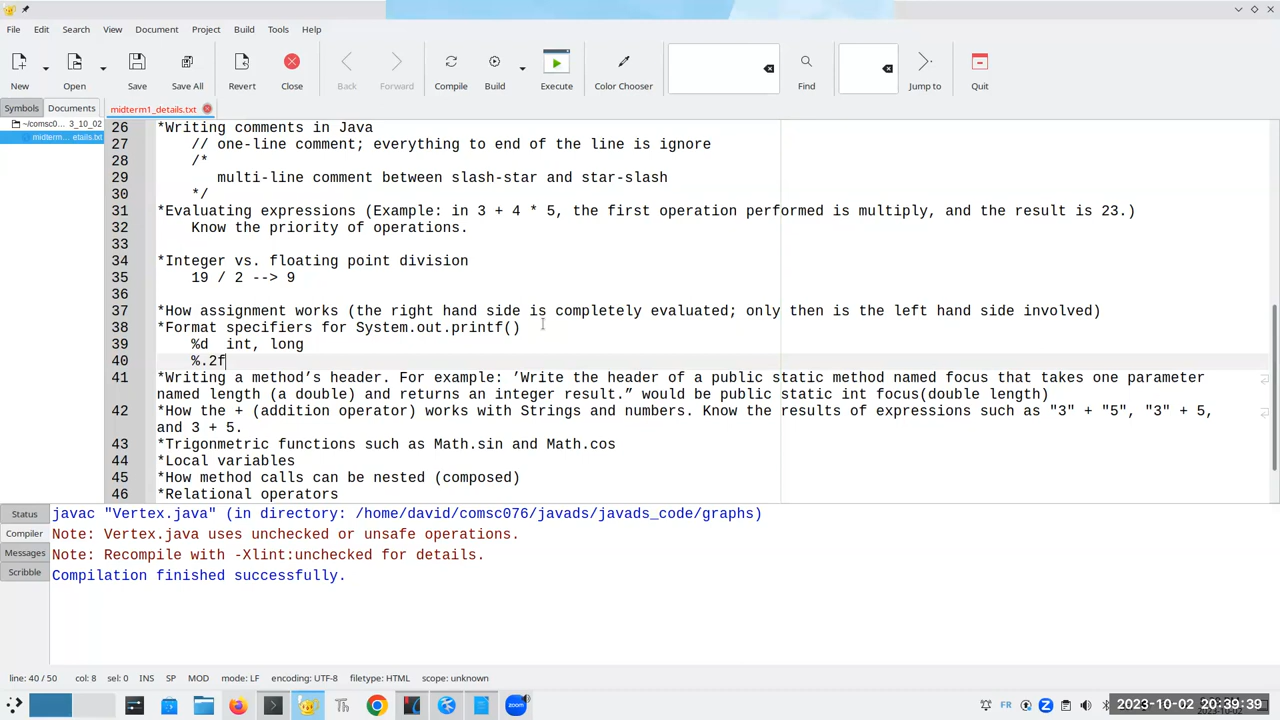 File Edit Search View Document Project Build Tools Help
New Open Save Save All Revert Close Back Forward Compile Build Execute Color Chooser Find Jump to Quit
Symbols Documents midterm1_details.txt
~/comsc0... 3_10_02
midterm... etails.txt
26 *Writing comments in Java
27 // one-line comment; everything to end of the line is ignore
28 /*
29 multi-line comment between slash-star and star-slash
30 */
31 *Evaluating expressions (Example: in 3 + 4 * 5, the first operation performed is multiply, and the result is 23.)
32 Know the priority of operations.
33
34 *Integer vs. floating point division
35 19 / 2 --> 9
36
37 *How assignment works (the right hand side is completely evaluated; only then is the left hand side involved)
38 *Format specifiers for System.out.printf()
39 %d int, long
40 %.2f
41 *Writing a method’s header. For example: ’Write the header of a public static method named focus that takes one parameter
named length (a double) and returns an integer result.” would be public static int focus(double length)
42 *How the + (addition operator) works with Strings and numbers. Know the results of expressions such as "3" + "5", "3" + 5,
and 3 + 5.
43 *Trigonometric functions such as Math.sin and Math.cos
44 *Local variables
45 *How method calls can be nested (composed)
46 *Relational operators
Status
Compiler
Messages
Scribble
javac "Vertex.java" (in directory: /home/david/comsc076/javads/javads_code/graphs)
Note: Vertex.java uses unchecked or unsafe operations.
Note: Recompile with -Xlint:unchecked for details.
Compilation finished successfully.
line: 40 / 50 col: 8 sel: 0 INS SP MOD mode: LF encoding: UTF-8 filetype: HTML scope: unknown
Th zoom FR Z 2023-10-02 20:39:39